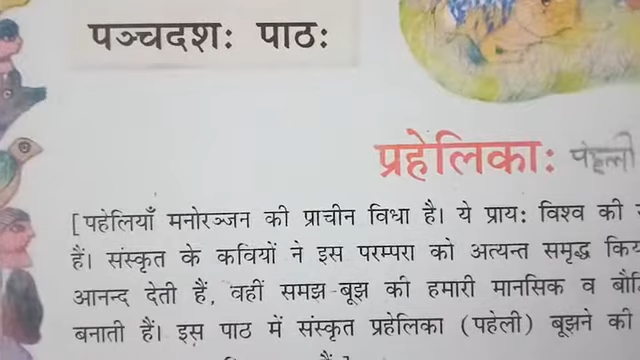 पञ्चदशः पाठः
प्रहेलिकाः पहेली
[पहेलियाँ मनोरञ्जन की प्राचीन विधा है। ये प्रायः विश्व की
हैं। संस्कृत के कवियों ने इस परम्परा को अत्यन्त समृद्ध
आनन्द देती हैं, वहीं समझ-बूझ की हमारी मानसिक व
बनाती हैं। इस पाठ में संस्कृत प्रहेलिका (पहेली) बूझने की